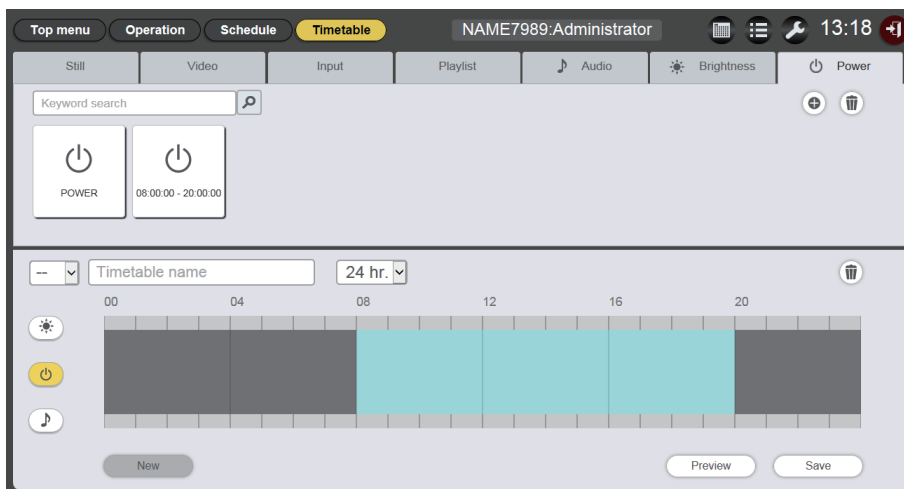 Top menu Operation Schedule Timetable NAME7989:Administrator 13:18
Still Video Input Playlist Audio Brightness Power
Keyword search
POWER 08:00:00 - 20:00:00
-- Timetable name 24 hr.
00 04 08 12 16 20
New Preview Save